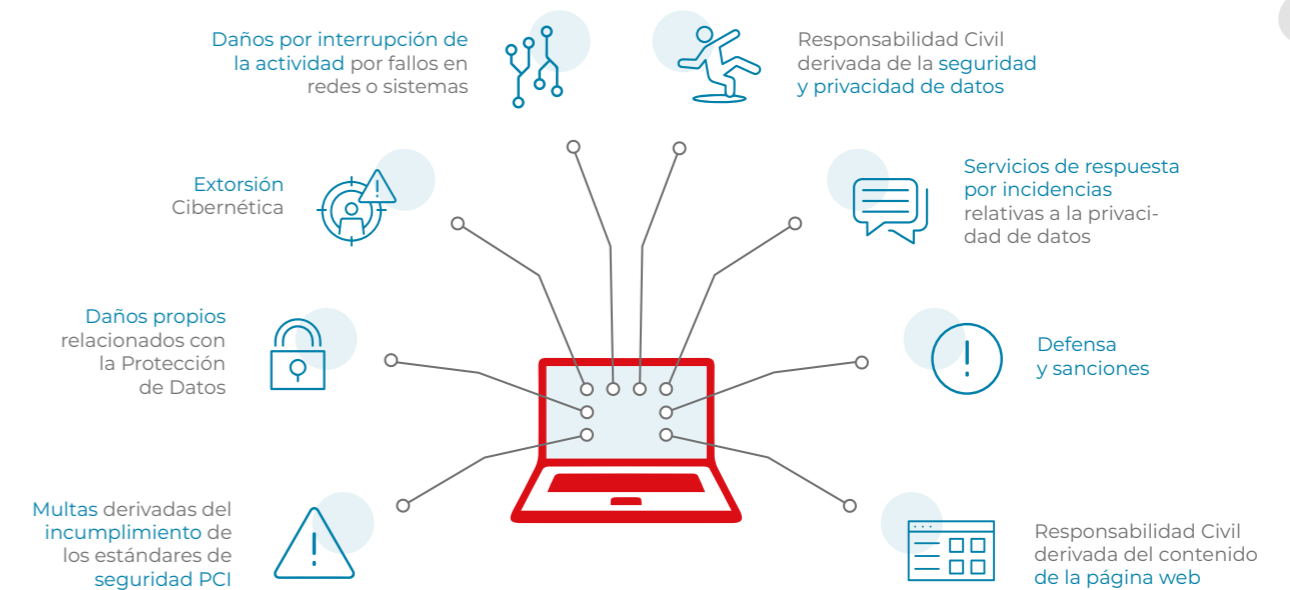 Daños por interrupción de
la actividad por fallos en
redes o sistemas
Responsabilidad Civil
derivada de la seguridad
y privacidad de datos
Extorsión
Cibernética
Servicios de respuesta
por incidencias
relativas a la privaci-
dad de datos
Daños propios
relacionados con
la Protección
de Datos
Defensa
y sanciones
Multas derivadas del
incumplimiento de
los estándares de
seguridad PCI
Responsabilidad Civil
derivada del contenido
de la página web